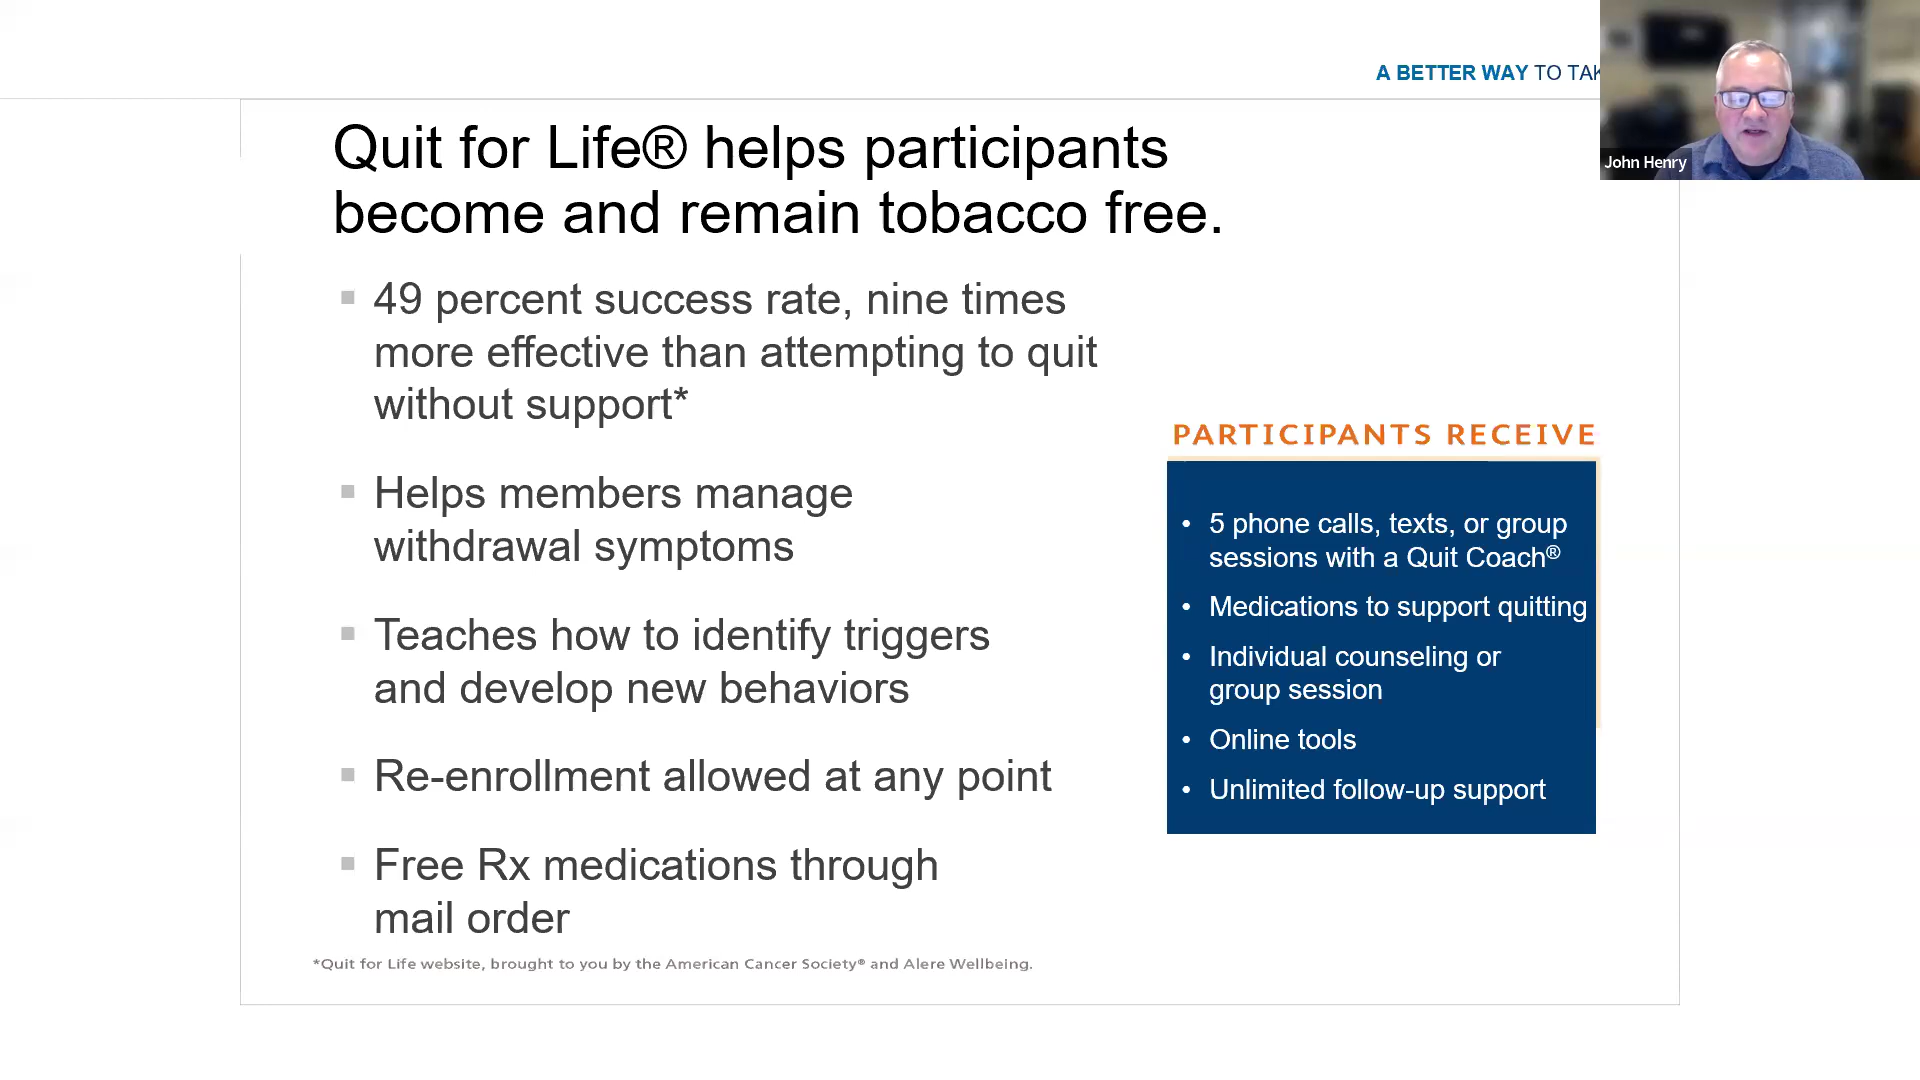 A BETTER WAY TO TAK
John Henry
Quit for Life® helps participants
become and remain tobacco free.
49 percent success rate, nine times
more effective than attempting to quit
without support*
Helps members manage
withdrawal symptoms
Teaches how to identify triggers
and develop new behaviors
Re-enrollment allowed at any point
Free Rx medications through
mail order
PARTICIPANTS RECEIVE
• 5 phone calls, texts, or group
sessions with a Quit Coach®
• Medications to support quitting
• Individual counseling or
group session
• Online tools
• Unlimited follow-up support
*Quit for Life website, brought to you by the American Cancer Society® and Alere Wellbeing.